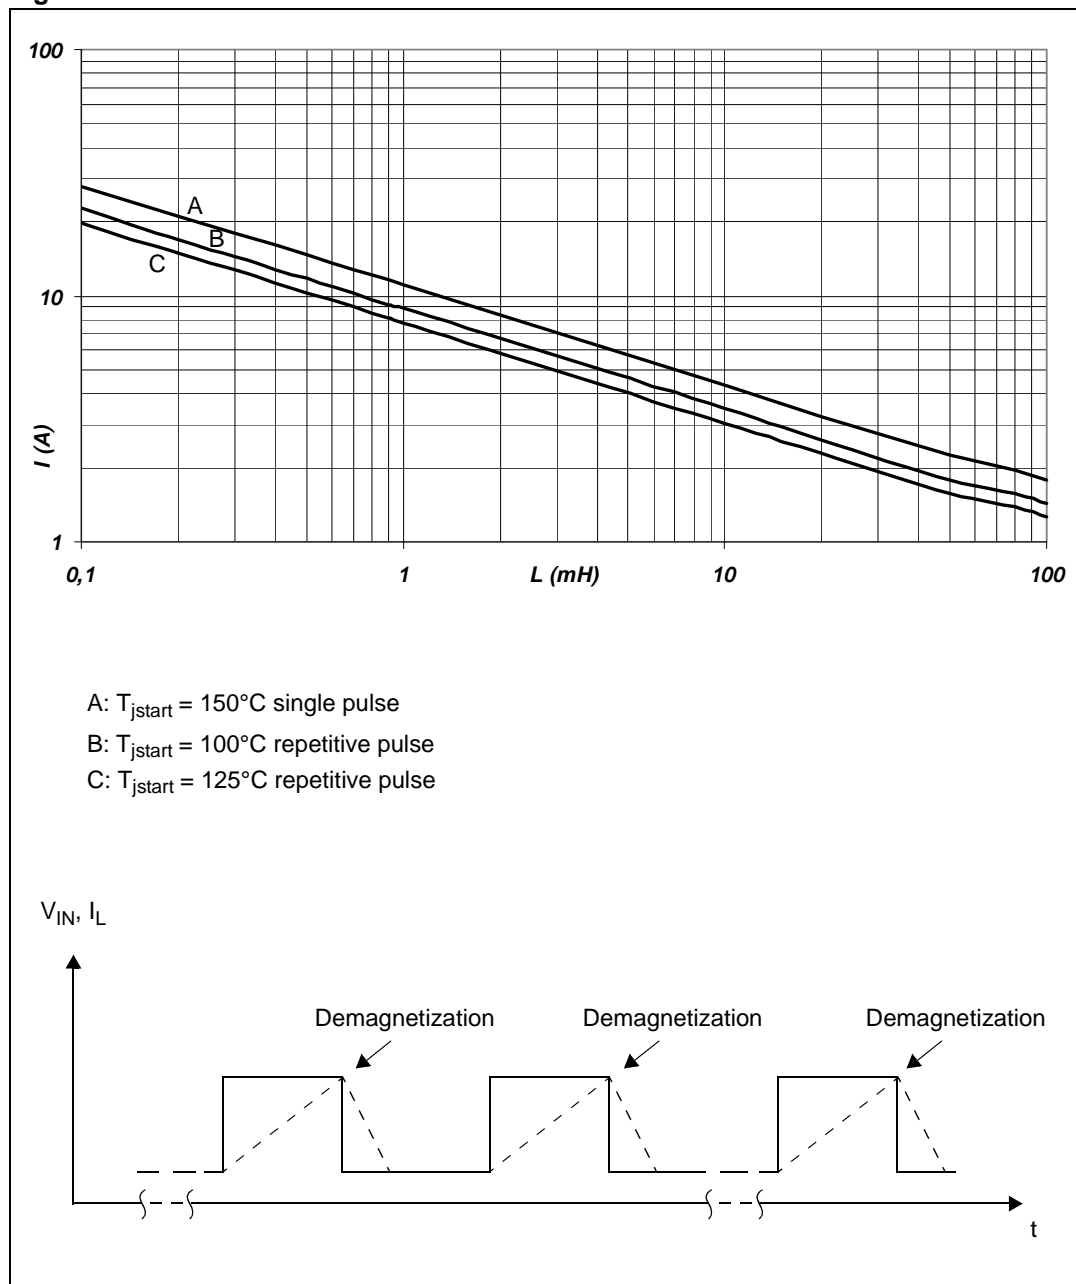 100
A
B
C
10
I (A)
1
0,1
1
L (mH)
10
100
A: Tjstart = 150°C single pulse
B: Tjstart = 100°C repetitive pulse
C: Tjstart = 125°C repetitive pulse
VIN, IL
Demagnetization
Demagnetization
Demagnetization
t